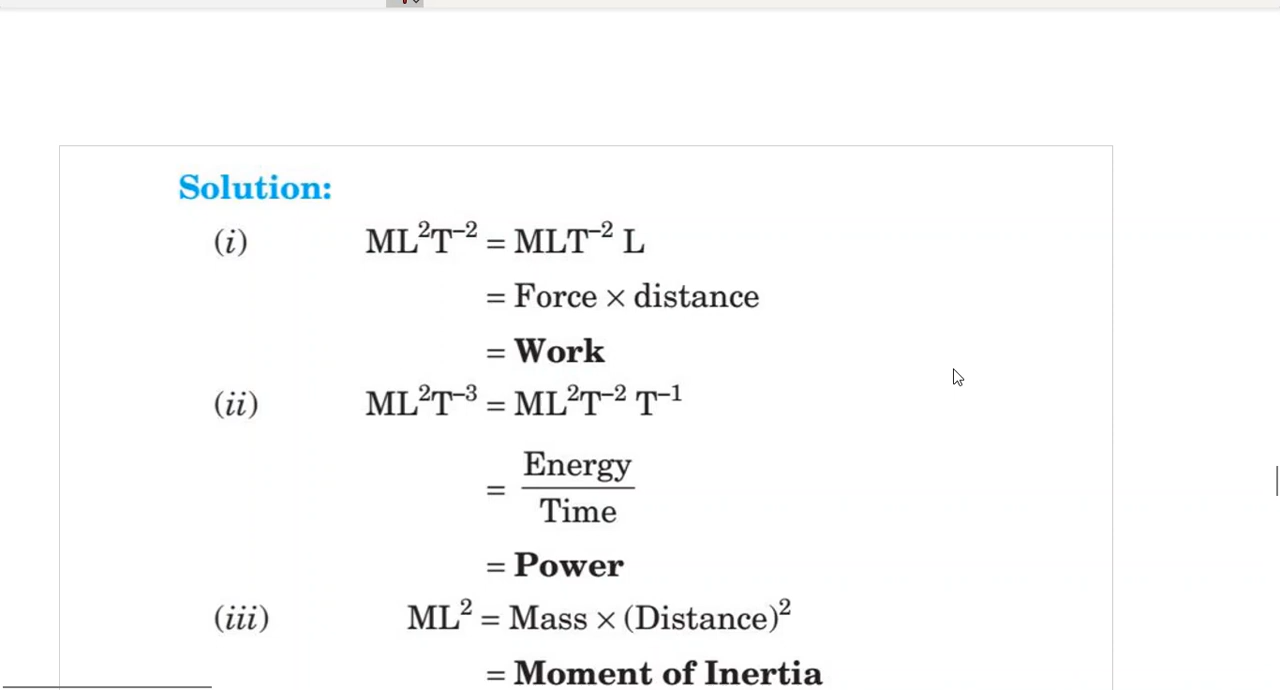 Solution:
(i) ML²T⁻² = MLT⁻² L
= Force × distance
= Work
(ii) ML²T⁻³ = ML²T⁻² T⁻¹
= Energy
Time
= Power
(iii) ML² = Mass × (Distance)²
= Moment of Inertia